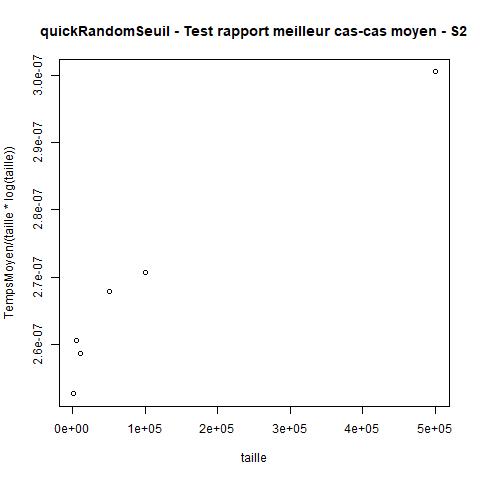 quickRandomSeuil - Test rapport meilleur cas-cas moyen - S2
TempsMoyen/(taille * log(taille))
3.0e-07
2.9e-07
2.8e-07
2.7e-07
2.6e-07
0e+00 1e+05 2e+05 3e+05 4e+05 5e+05
taille